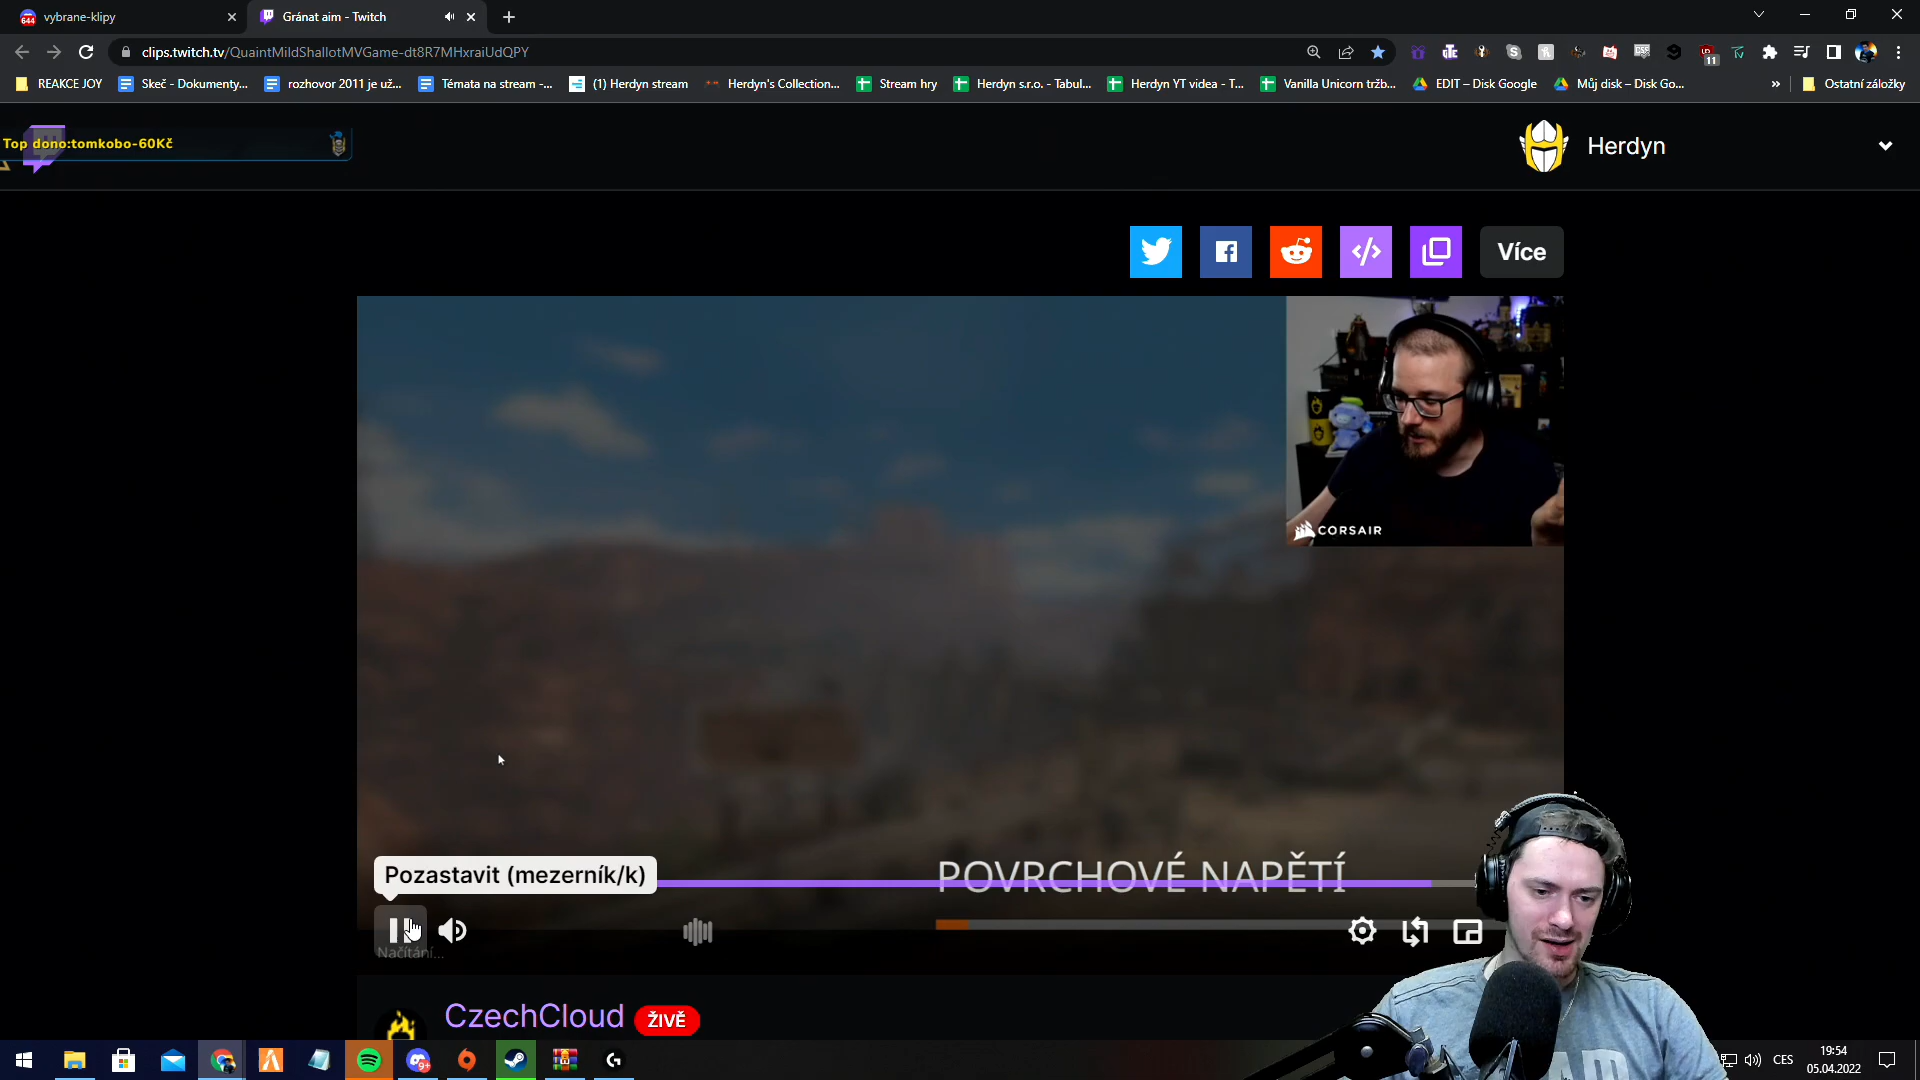 vybrane-klipy
Gránat aim - Twitch
clips.twitch.tv/QuaintMildShallotMVGame-dt8R7MHxraiUdQPY
11
REAKCE JOY
Skeč - Dokumenty...
rozhovor 2011 je už...
Témata na stream -...
(1) Herdyn stream
Herdyn's Collection...
Stream hry
Herdyn s.r.o. - Tabul...
Herdyn YT videa - T...
Vanilla Unicorn tržb...
EDIT – Disk Google
Můj disk – Disk Go...
»
Ostatní záložky
Top dono:tomkobo-60Kč
Herdyn
Více
CORSAIR
Pozastavit (mezerník/k)
POVRCHOVÉ NAPĚTÍ
Načítání...
CzechCloud
ŽIVĚ
9+
CES
19:54
05.04.2022